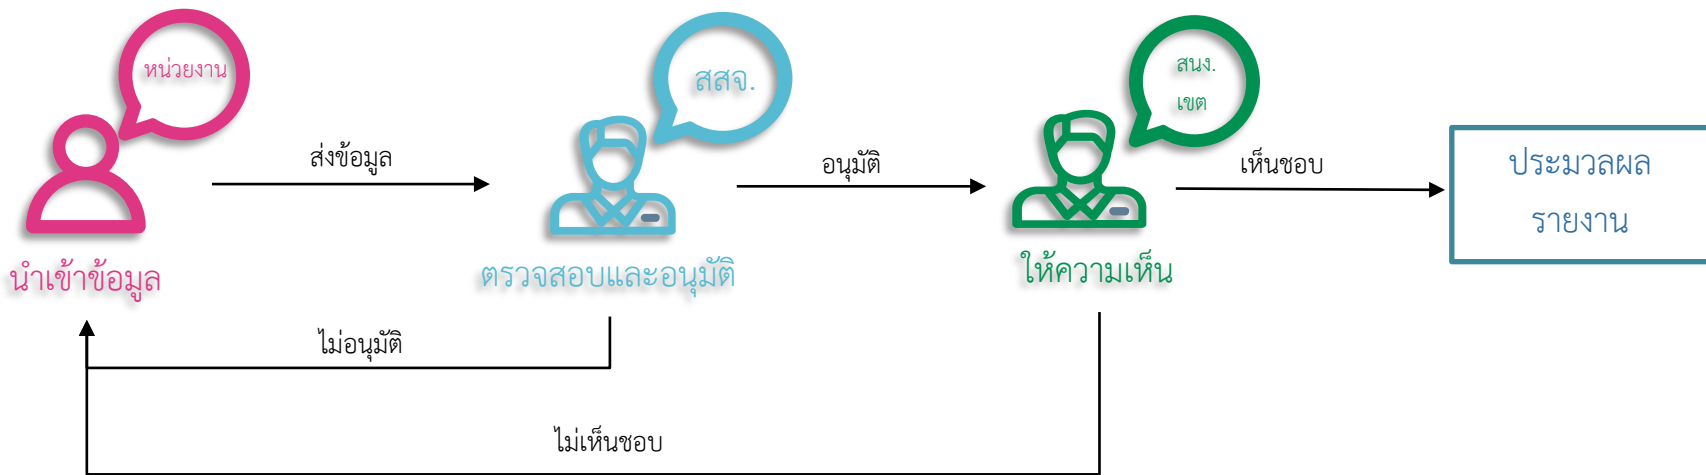 หน่วยงาน
สสจ.
สนง.
เขต
ส่งข้อมูล
อนุมัติ
เห็นชอบ
ประมวลผล
รายงาน
นำเข้าข้อมูล
ตรวจสอบและอนุมัติ
ให้ความเห็น
ไม่อนุมัติ
ไม่เห็นชอบ